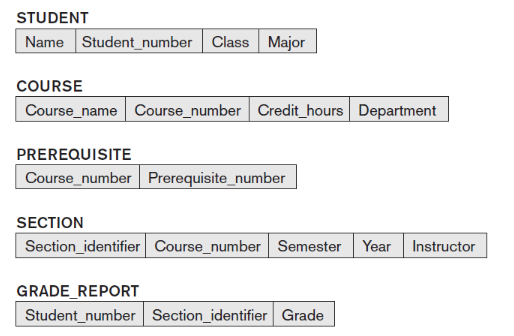 STUDENT
Name Student_number Class Major
COURSE
Course_name Course_number Credit_hours Department
PREREQUISITE
Course_number Prerequisite_number
SECTION
Section_identifier Course_number Semester Year Instructor
GRADE_REPORT
Student_number Section_identifier Grade